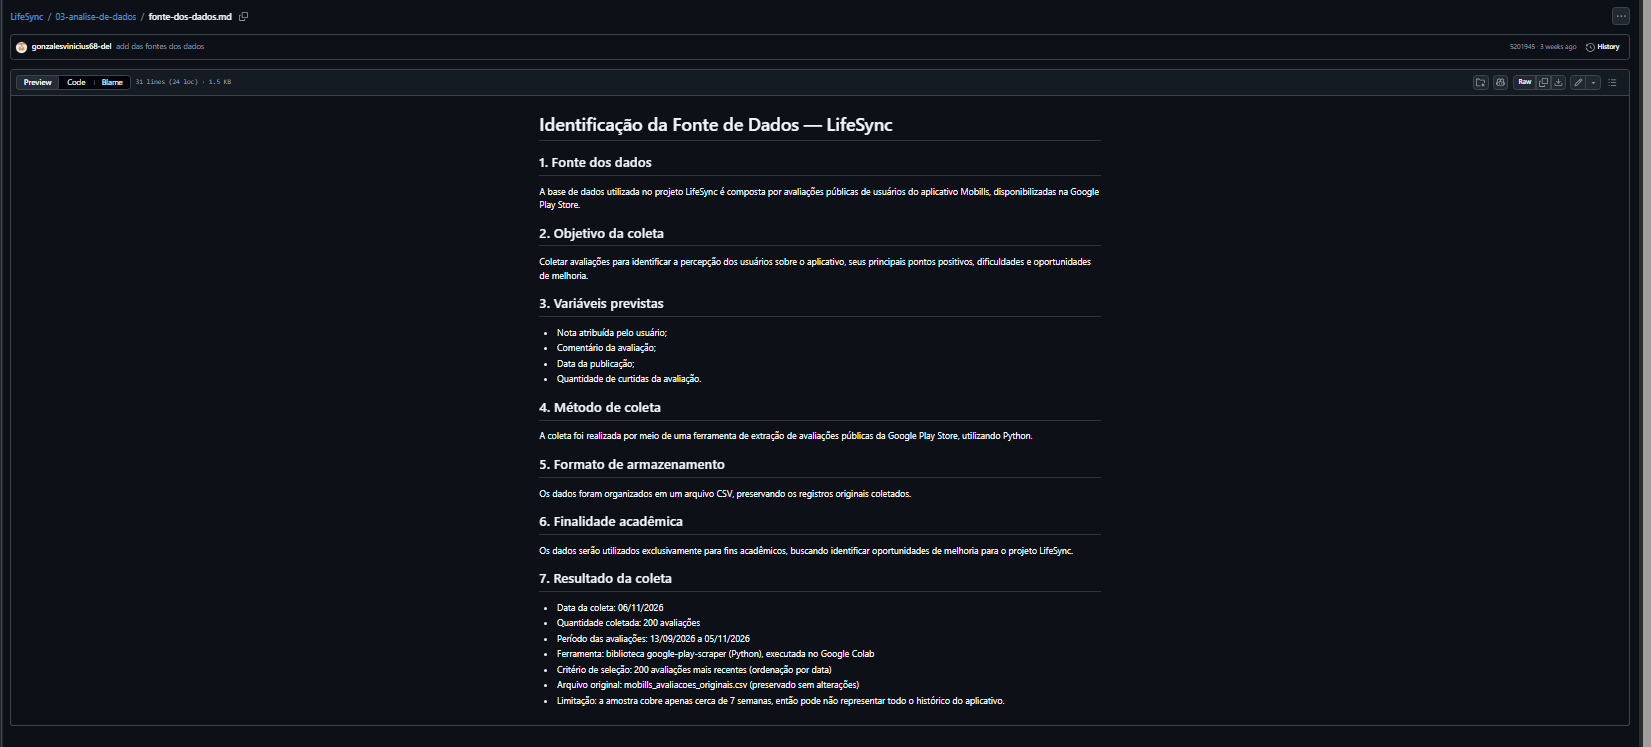 LifeSync / 03-analise-de-dados / fonte-dos-dados.md
gonzalesvinicius68-del add das fontes dos dados
5201945 · 3 weeks ago History
Preview Code Blame 31 lines (24 loc) · 1.5 KB
Raw
Identificação da Fonte de Dados — LifeSync
1. Fonte dos dados
A base de dados utilizada no projeto LifeSync é composta por avaliações públicas de usuários do aplicativo Mobills, disponibilizadas na Google
Play Store.
2. Objetivo da coleta
Coletar avaliações para identificar a percepção dos usuários sobre o aplicativo, seus principais pontos positivos, dificuldades e oportunidades
de melhoria.
3. Variáveis previstas
• Nota atribuída pelo usuário;
• Comentário da avaliação;
• Data da publicação;
• Quantidade de curtidas da avaliação.
4. Método de coleta
A coleta foi realizada por meio de uma ferramenta de extração de avaliações públicas da Google Play Store, utilizando Python.
5. Formato de armazenamento
Os dados foram organizados em um arquivo CSV, preservando os registros originais coletados.
6. Finalidade acadêmica
Os dados serão utilizados exclusivamente para fins acadêmicos, buscando identificar oportunidades de melhoria para o projeto LifeSync.
7. Resultado da coleta
• Data da coleta: 06/11/2026
• Quantidade coletada: 200 avaliações
• Período das avaliações: 13/09/2026 a 05/11/2026
• Ferramenta: biblioteca google-play-scraper (Python), executada no Google Colab
• Critério de seleção: 200 avaliações mais recentes (ordenação por data)
• Arquivo original: mobills_avaliacoes_originais.csv (preservado sem alterações)
• Limitação: a amostra cobre apenas cerca de 7 semanas, então pode não representar todo o histórico do aplicativo.